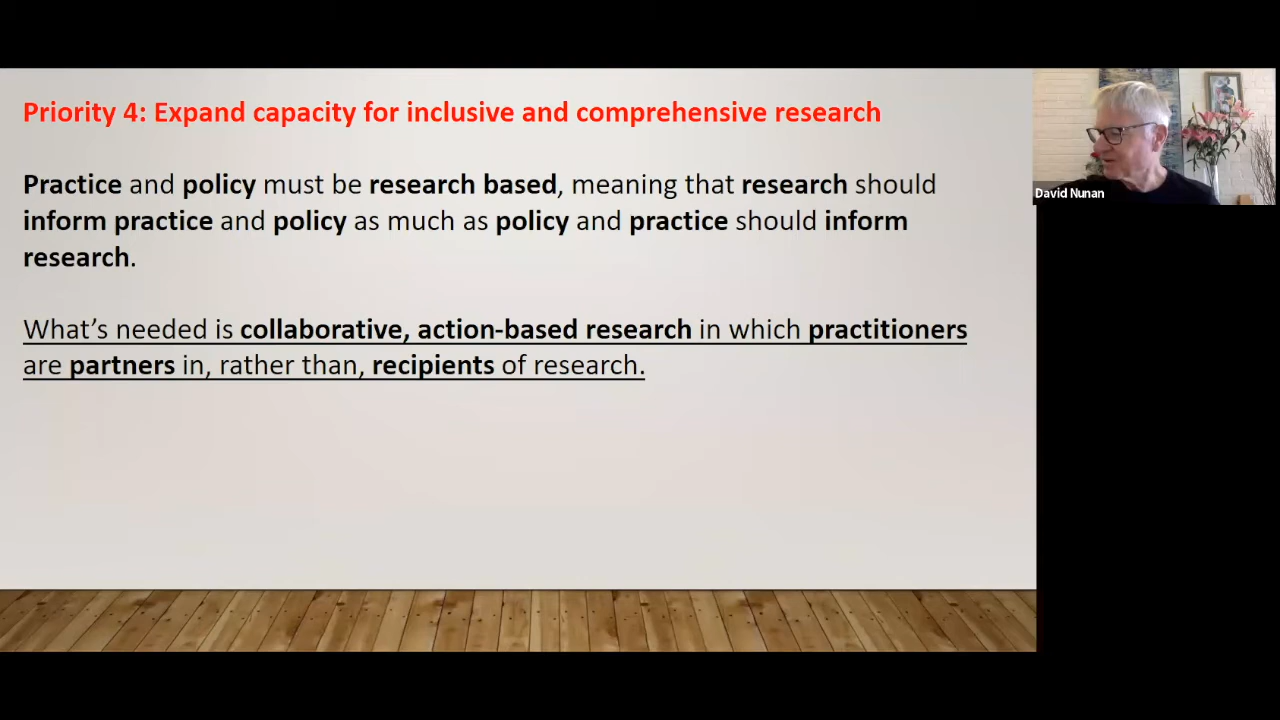 Priority 4: Expand capacity for inclusive and comprehensive research
Practice and policy must be research based, meaning that research should
inform practice and policy as much as policy and practice should inform
research.
What's needed is collaborative, action-based research in which practitioners
are partners in, rather than, recipients of research.
David Nunan